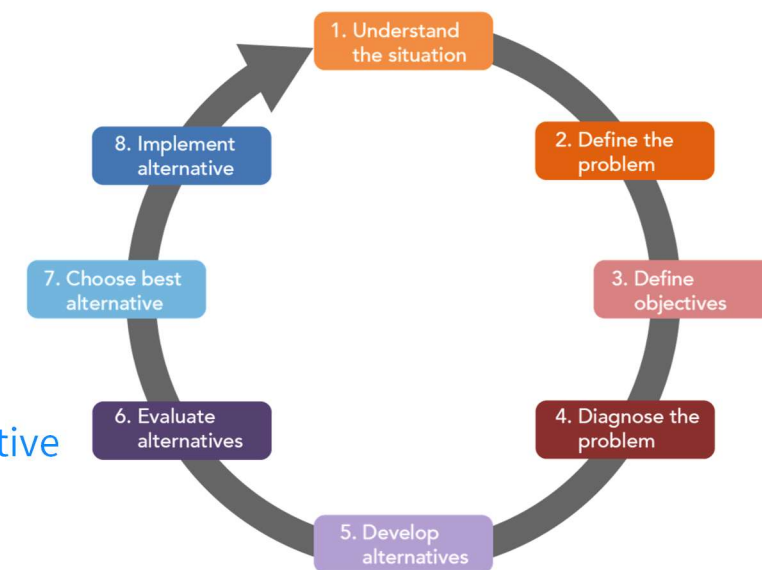 1. Understand
the situation
2. Define the
problem
3. Define
objectives
4. Diagnose the
problem
5. Develop
alternatives
6. Evaluate
alternatives
7. Choose best
alternative
8. Implement
alternative
tive